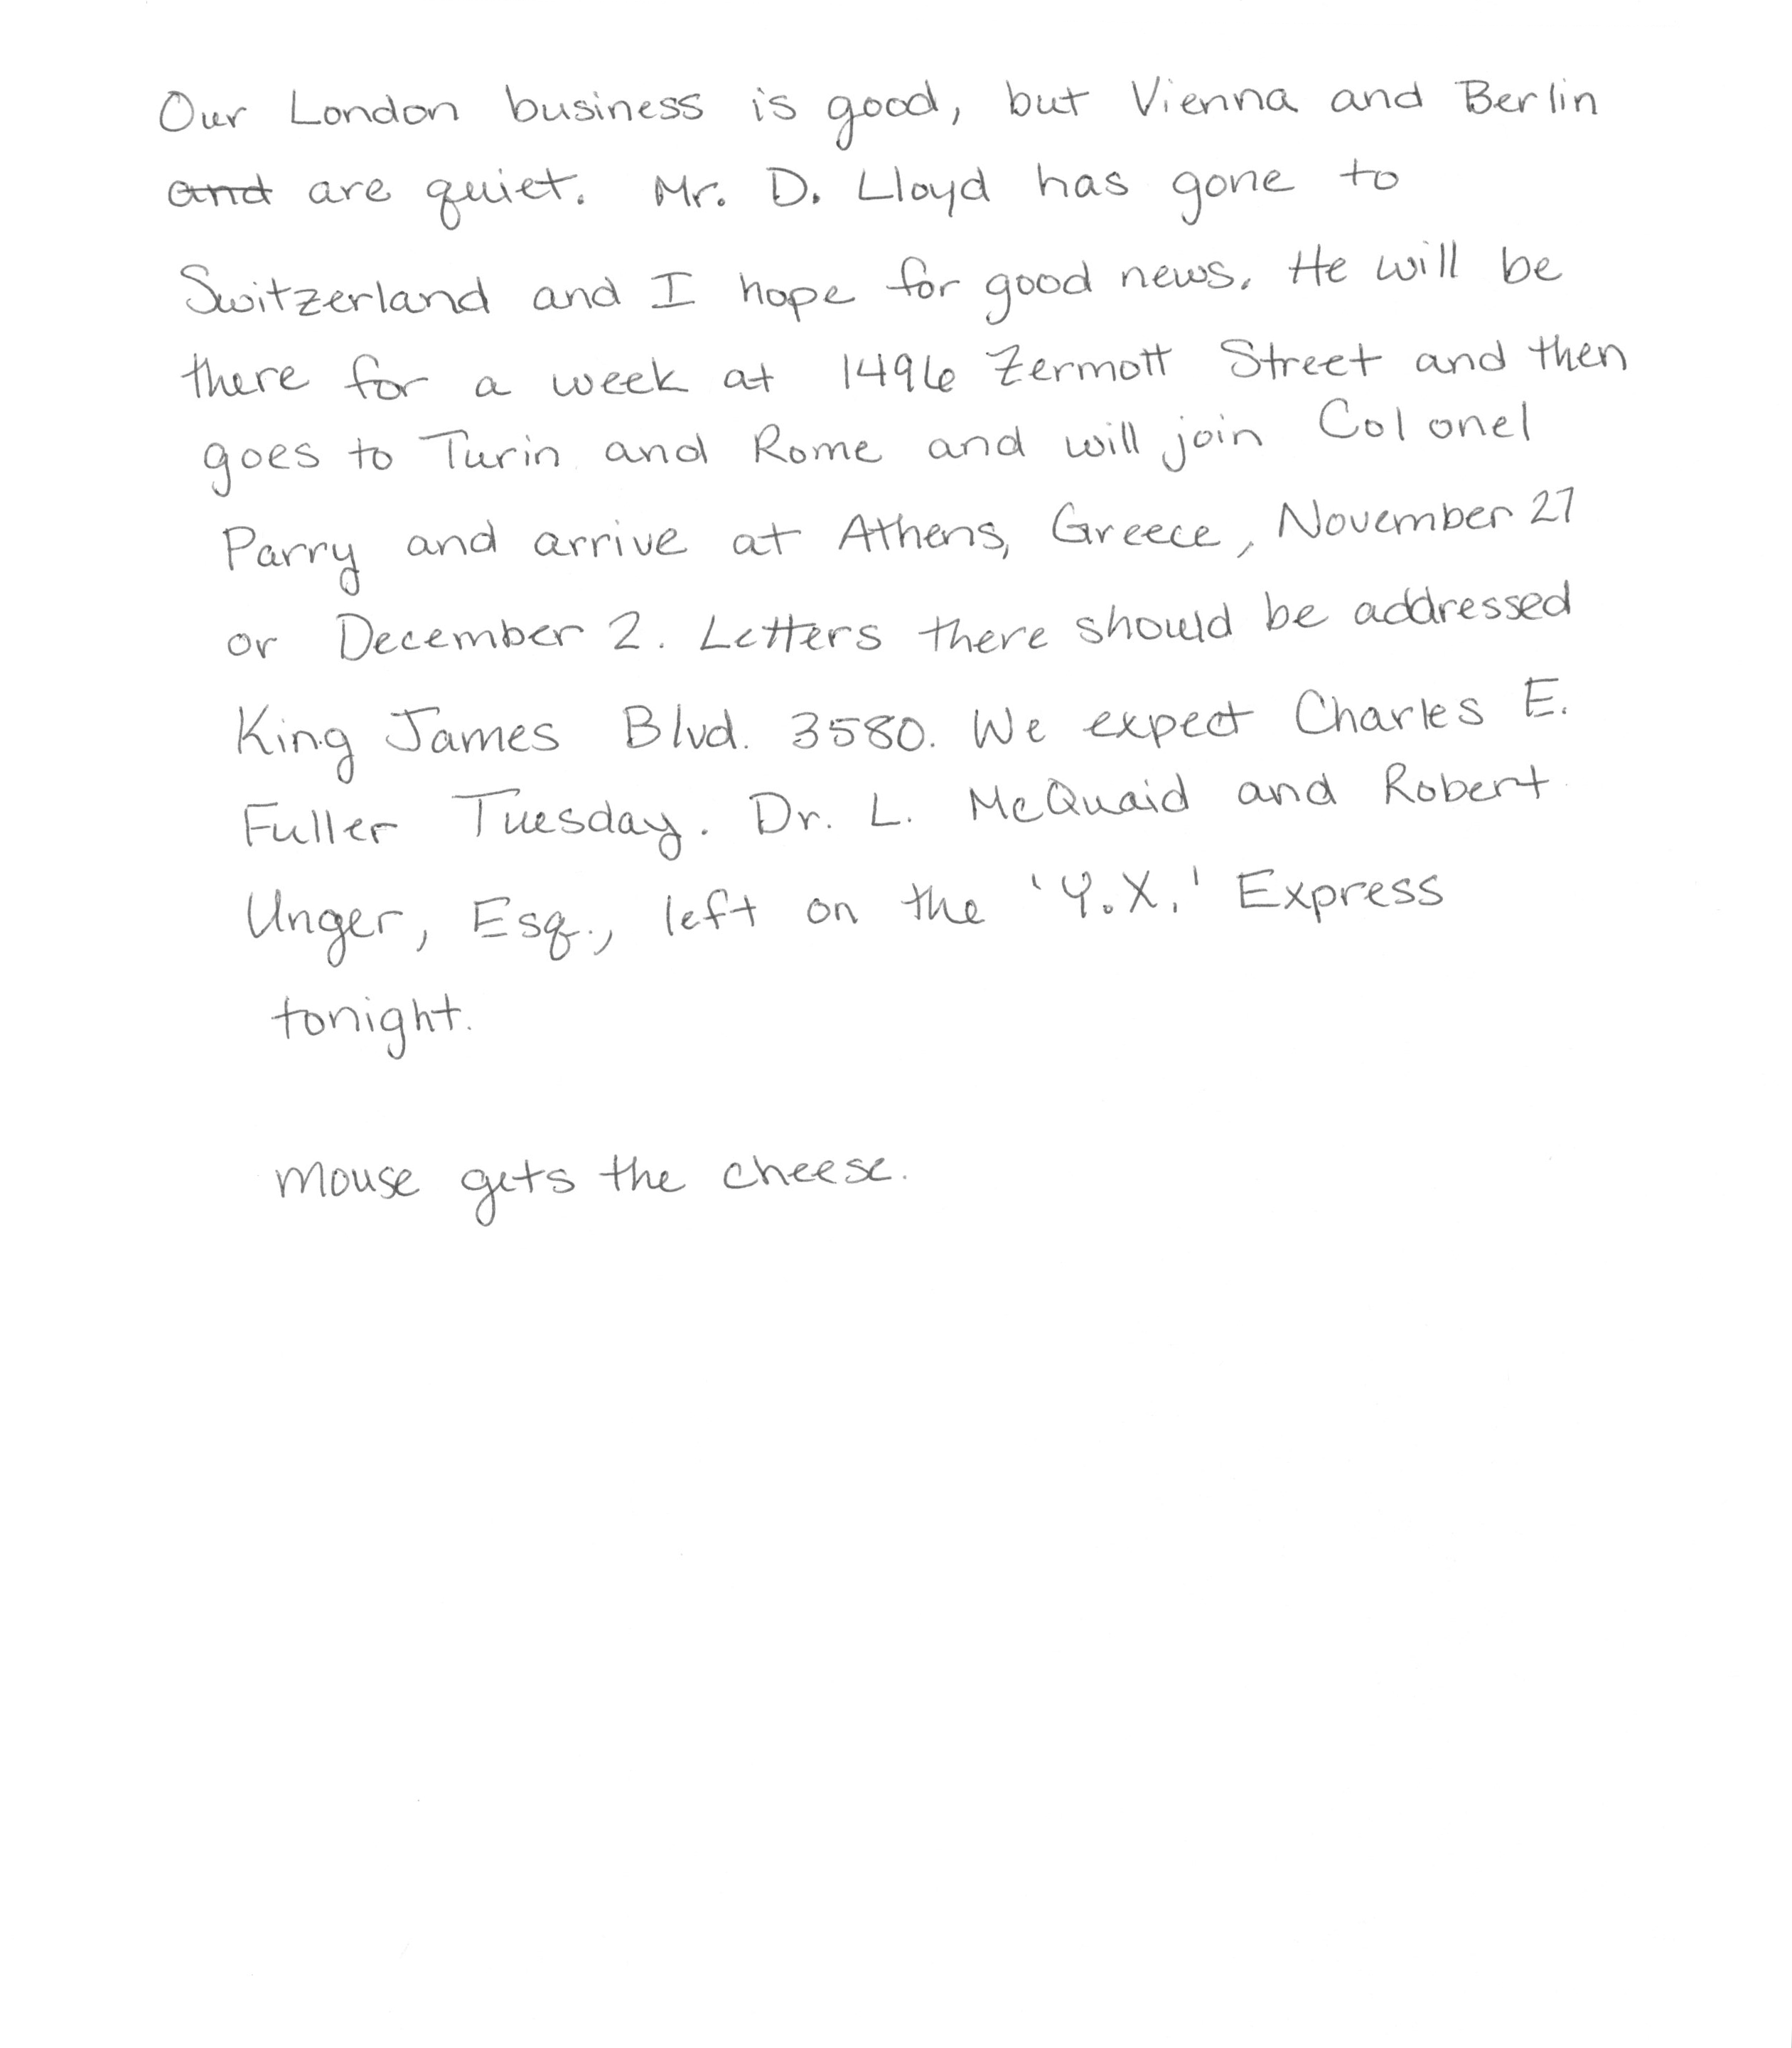 Our London business is good, but Vienna and Berlin
and are quiet. Mr. D. Lloyd has gone to
Switzerland and I hope for good news. He will be
there for a week at 1496 Zermott Street and then
goes to Turin and Rome and will join Colonel
Parry and arrive at Athens, Greece, November 27
or December 2. Letters there should be addressed
King James Blvd. 3580. We expect Charles E.
Fuller Tuesday. Dr. L. McQuaid and Robert
Unger, Esq., left on the 'Y.X.' Express
tonight.
Mouse gets the cheese.